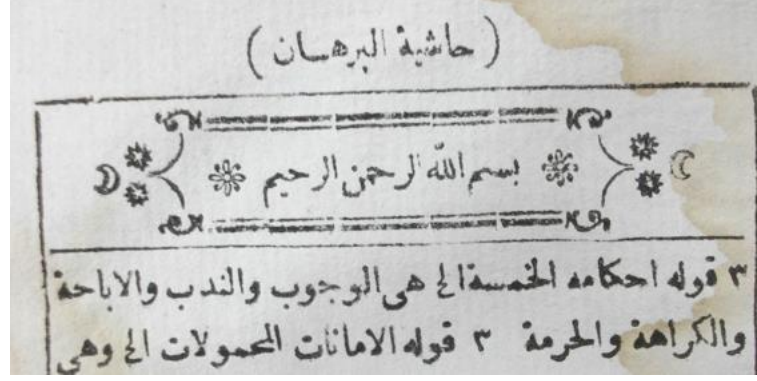 ( حاشية البرهان )
بسم الله الرحمن الرحيم
٣ قوله احكامه الخمسة الخ هى الوجوب والندب والاباحة
والكراهة والحرمة ٣ قوله الامانات المحمولات الخ وهى